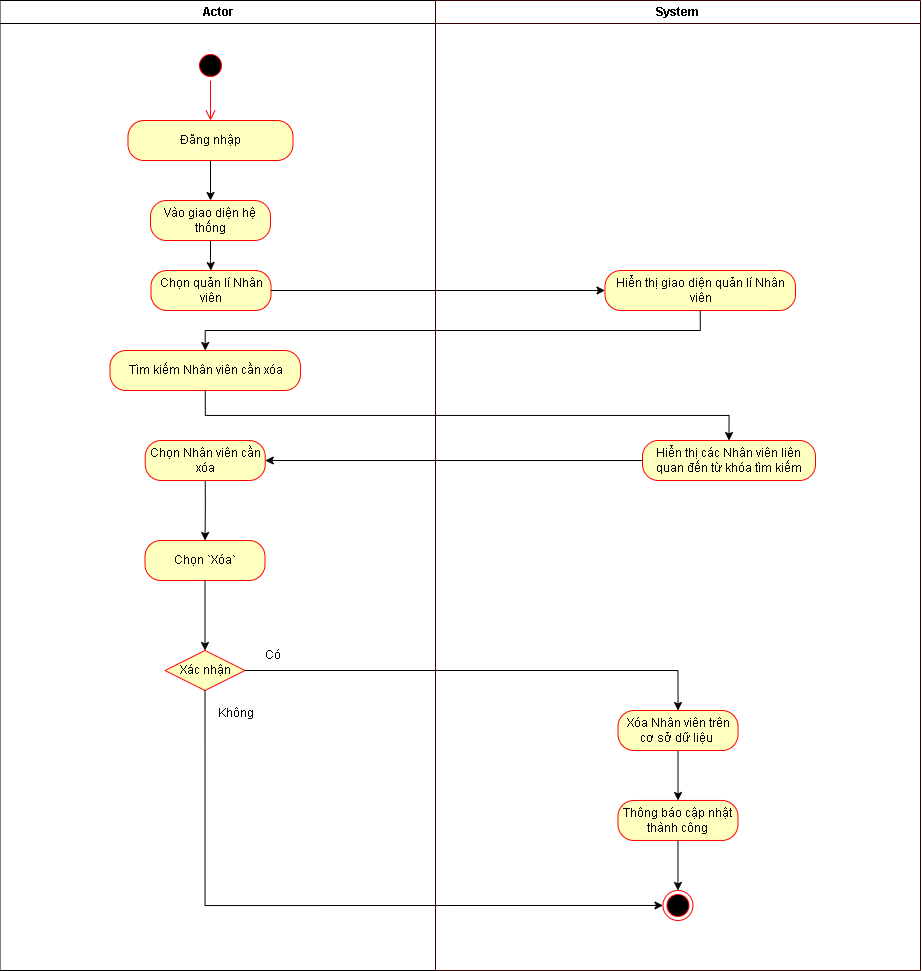 Actor
System
Đăng nhập
Vào giao diện hệ
thống
Chọn quản lí Nhân
viên
Hiển thị giao diện quản lí Nhân
viên
Tìm kiếm Nhân viên cần xóa
Chọn Nhân viên cần
xóa
Hiển thị các Nhân viên liên
quan đến từ khóa tìm kiếm
Chọn `Xóa`
Có
Xác nhận
Không
Xóa Nhân viên trên
cơ sở dữ liệu
Thông báo cập nhật
thành công